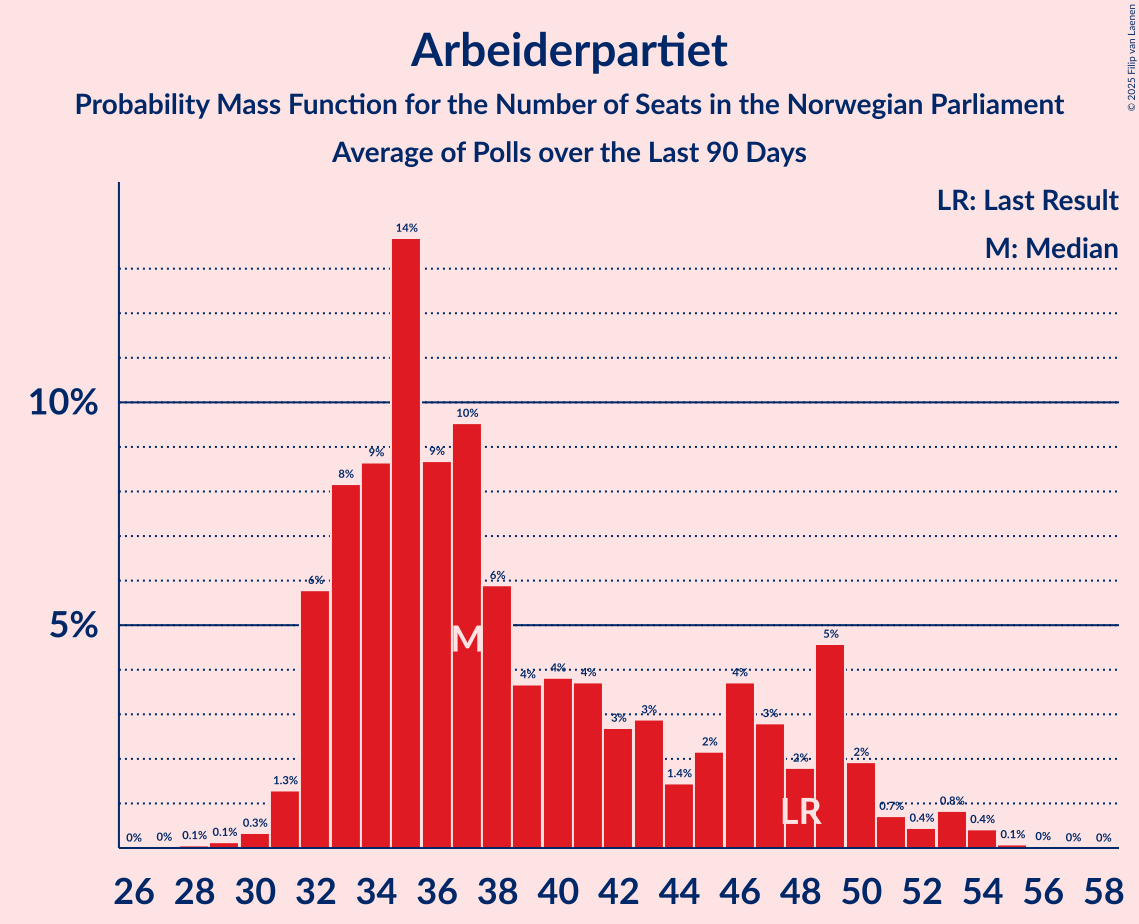 © 2025 Filip van Laenen
Arbeiderpartiet
Probability Mass Function for the Number of Seats in the Norwegian Parliament
Average of Polls over the Last 90 Days
LR: Last Result
M: Median
10%
5%
0% 0% 0.1% 0.1% 0.3% 1.3% 6% 8% 9% 14% 9% 10% 6% 4% 4% 4% 3% 3% 1.4% 2% 4% 3% 2% 5% 2% 0.7% 0.4% 0.8% 0.4% 0.1% 0% 0% 0%
M
LR
26 28 30 32 34 36 38 40 42 44 46 48 50 52 54 56 58